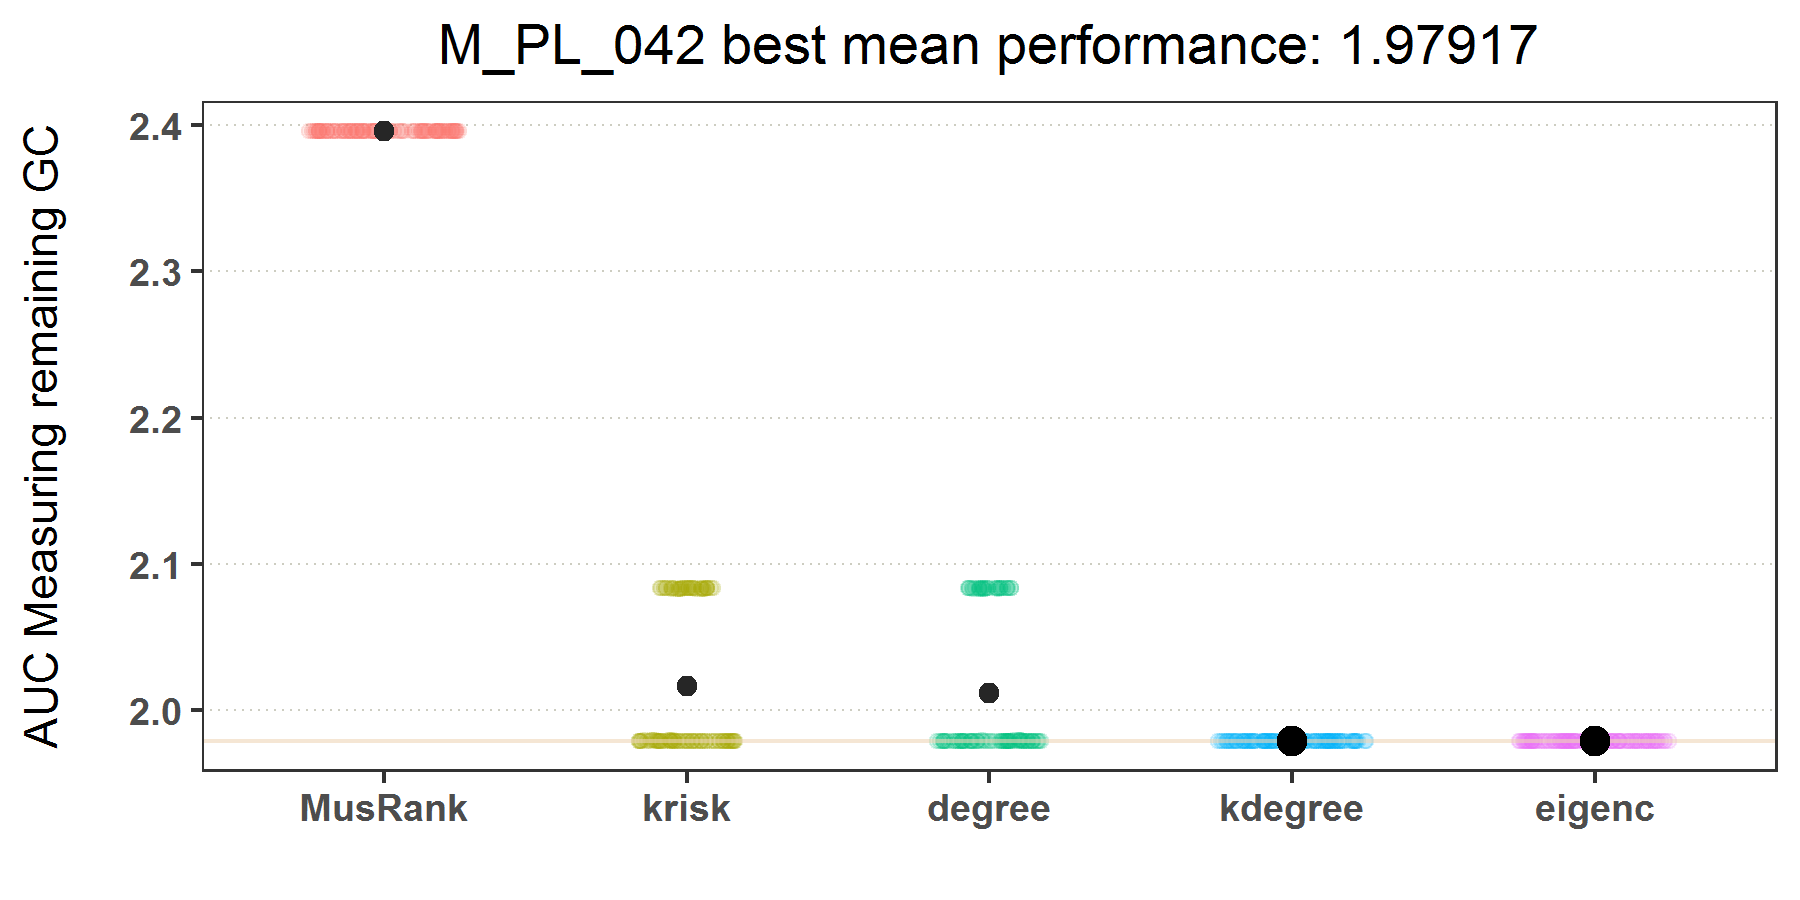 M_PL_042 best mean performance: 1.97917
AUC Measuring remaining GC
2.4
2.3
2.2
2.1
2.0
MusRank krisk degree kdegree eigenc